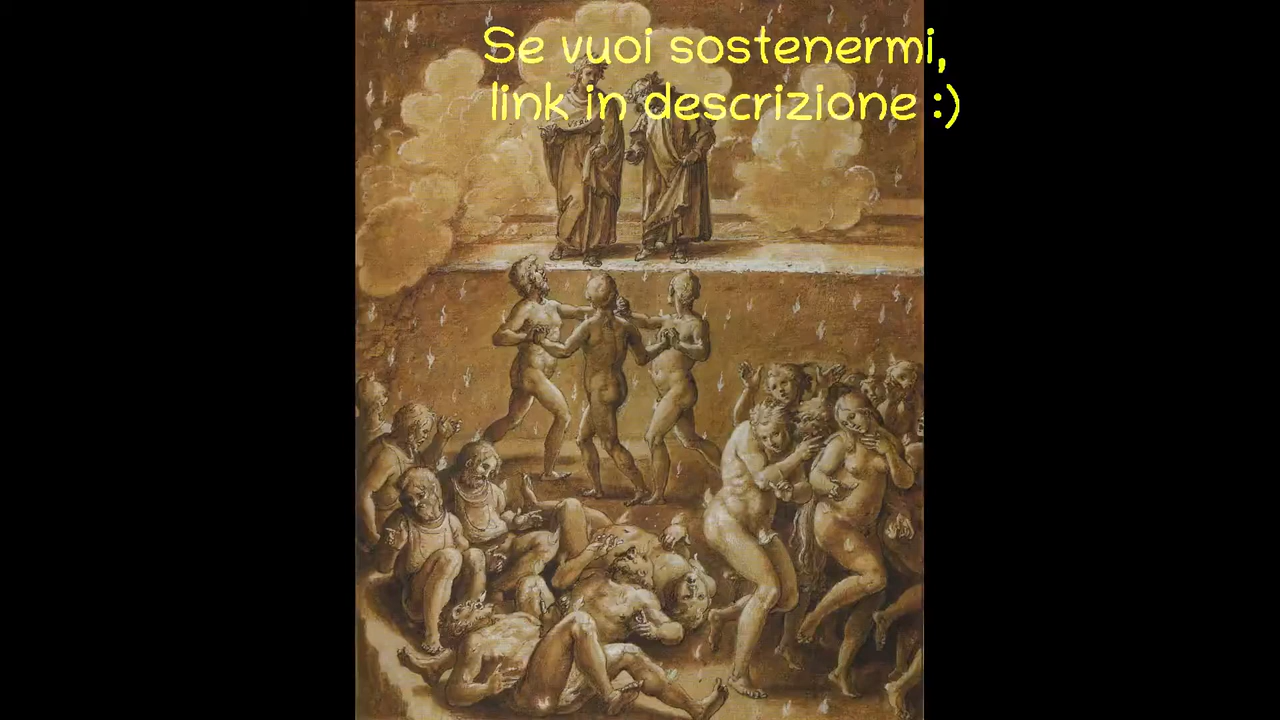 Se vuoi sostenermi,
link in descrizione :)